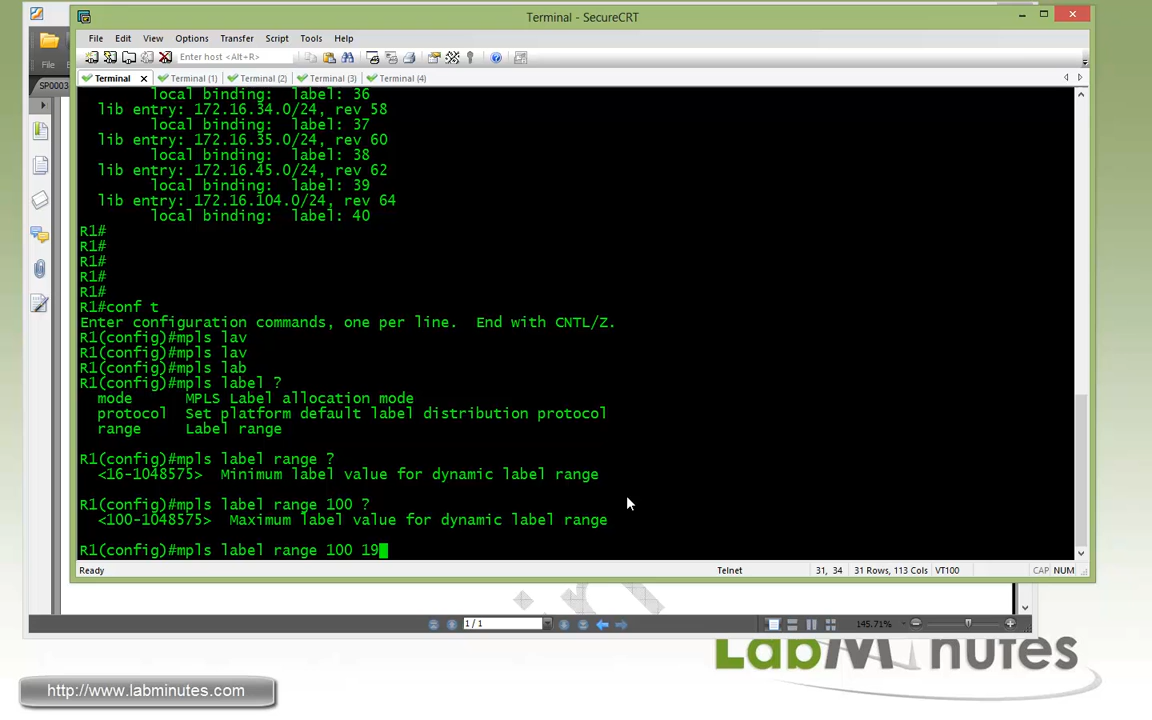 Terminal - SecureCRT
File Edit View Options Transfer Script Tools Help
Enter host <Alt+R>
File
Terminal Terminal (1) Terminal (2) Terminal (3) Terminal (4)
SP0003
local binding: label: 36
lib entry: 172.16.34.0/24, rev 58
local binding: label: 37
lib entry: 172.16.35.0/24, rev 60
local binding: label: 38
lib entry: 172.16.45.0/24, rev 62
local binding: label: 39
lib entry: 172.16.104.0/24, rev 64
local binding: label: 40
R1#
R1#
R1#
R1#
R1#
R1#conf t
Enter configuration commands, one per line. End with CNTL/Z.
R1(config)#mpls lav
R1(config)#mpls lav
R1(config)#mpls lab
R1(config)#mpls label ?
mode MPLS Label allocation mode
protocol Set platform default label distribution protocol
range Label range
R1(config)#mpls label range ?
<16-1048575> Minimum label value for dynamic label range
R1(config)#mpls label range 100 ?
<100-1048575> Maximum label value for dynamic label range
R1(config)#mpls label range 100 19
Ready Telnet 31, 34 31 Rows, 113 Cols VT100 CAP NUM
1 / 1 145.71%
LabMinutes
http://www.labminutes.com